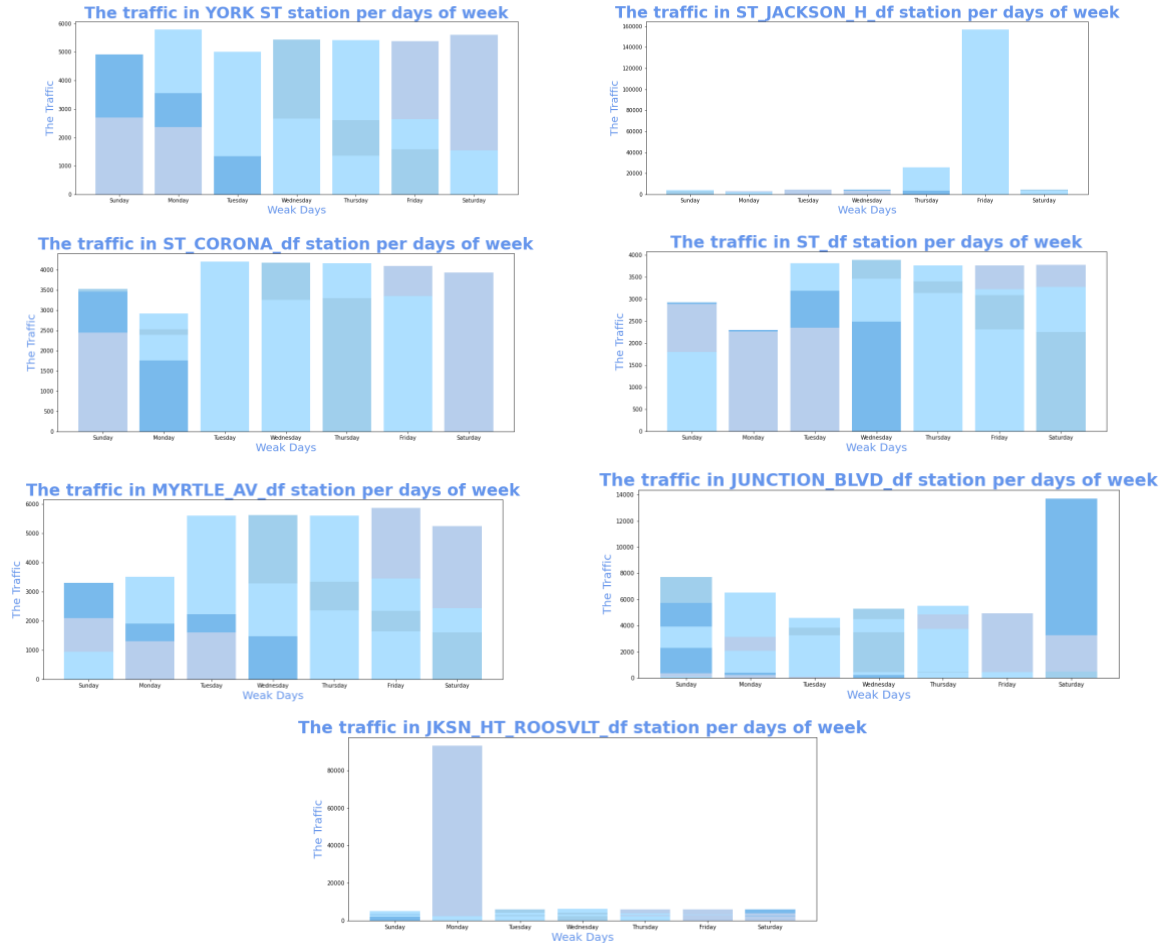 The traffic in YORK ST station per days of week
The Traffic
6000
5000
4000
3000
2000
1000
0
Sunday Monday Tuesday Wednesday Thursday Friday Saturday
Weak Days
The traffic in ST_JACKSON_H_df station per days of week
The Traffic
160000
140000
120000
100000
80000
60000
40000
20000
0
Sunday Monday Tuesday Wednesday Thursday Friday Saturday
Weak Days
The traffic in ST_CORONA_df station per days of week
The Traffic
4000
3500
3000
2500
2000
1500
1000
500
0
Sunday Monday Tuesday Wednesday Thursday Friday Saturday
Weak Days
The traffic in ST_df station per days of week
The Traffic
4000
3500
3000
2500
2000
1500
1000
500
0
Sunday Monday Tuesday Wednesday Thursday Friday Saturday
Weak Days
The traffic in MYRTLE_AV_df station per days of week
The Traffic
6000
5000
4000
3000
2000
1000
0
Sunday Monday Tuesday Wednesday Thursday Friday Saturday
Weak Days
The traffic in JUNCTION_BLVD_df station per days of week
The Traffic
14000
12000
10000
8000
6000
4000
2000
0
Sunday Monday Tuesday Wednesday Thursday Friday Saturday
Weak Days
The traffic in JKSN_HT_ROOSVLT_df station per days of week
The Traffic
80000
60000
40000
20000
0
Sunday Monday Tuesday Wednesday Thursday Friday Saturday
Weak Days